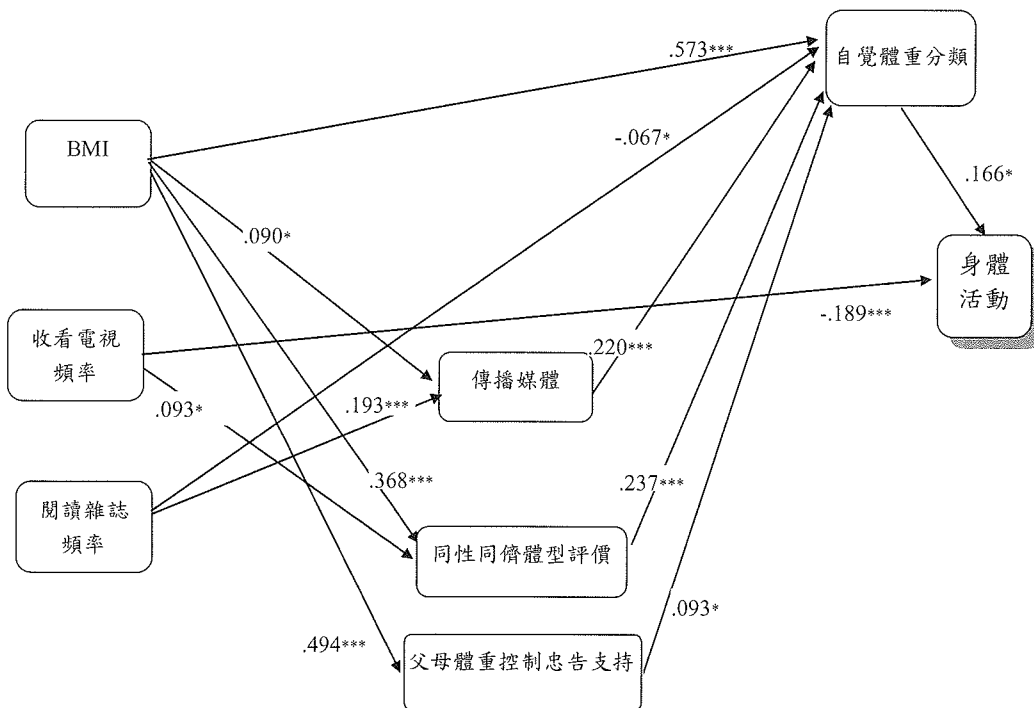 自覺體重分類
.573***
BMI
-.067*
.166*
.090*
身體
活動
收看電視
頻率
-.189***
.220***
傳播媒體
.093*
.193***
閱讀雜誌
頻率
.368***
.237***
同性同儕體型評價
.093*
.494***
父母體重控制忠告支持